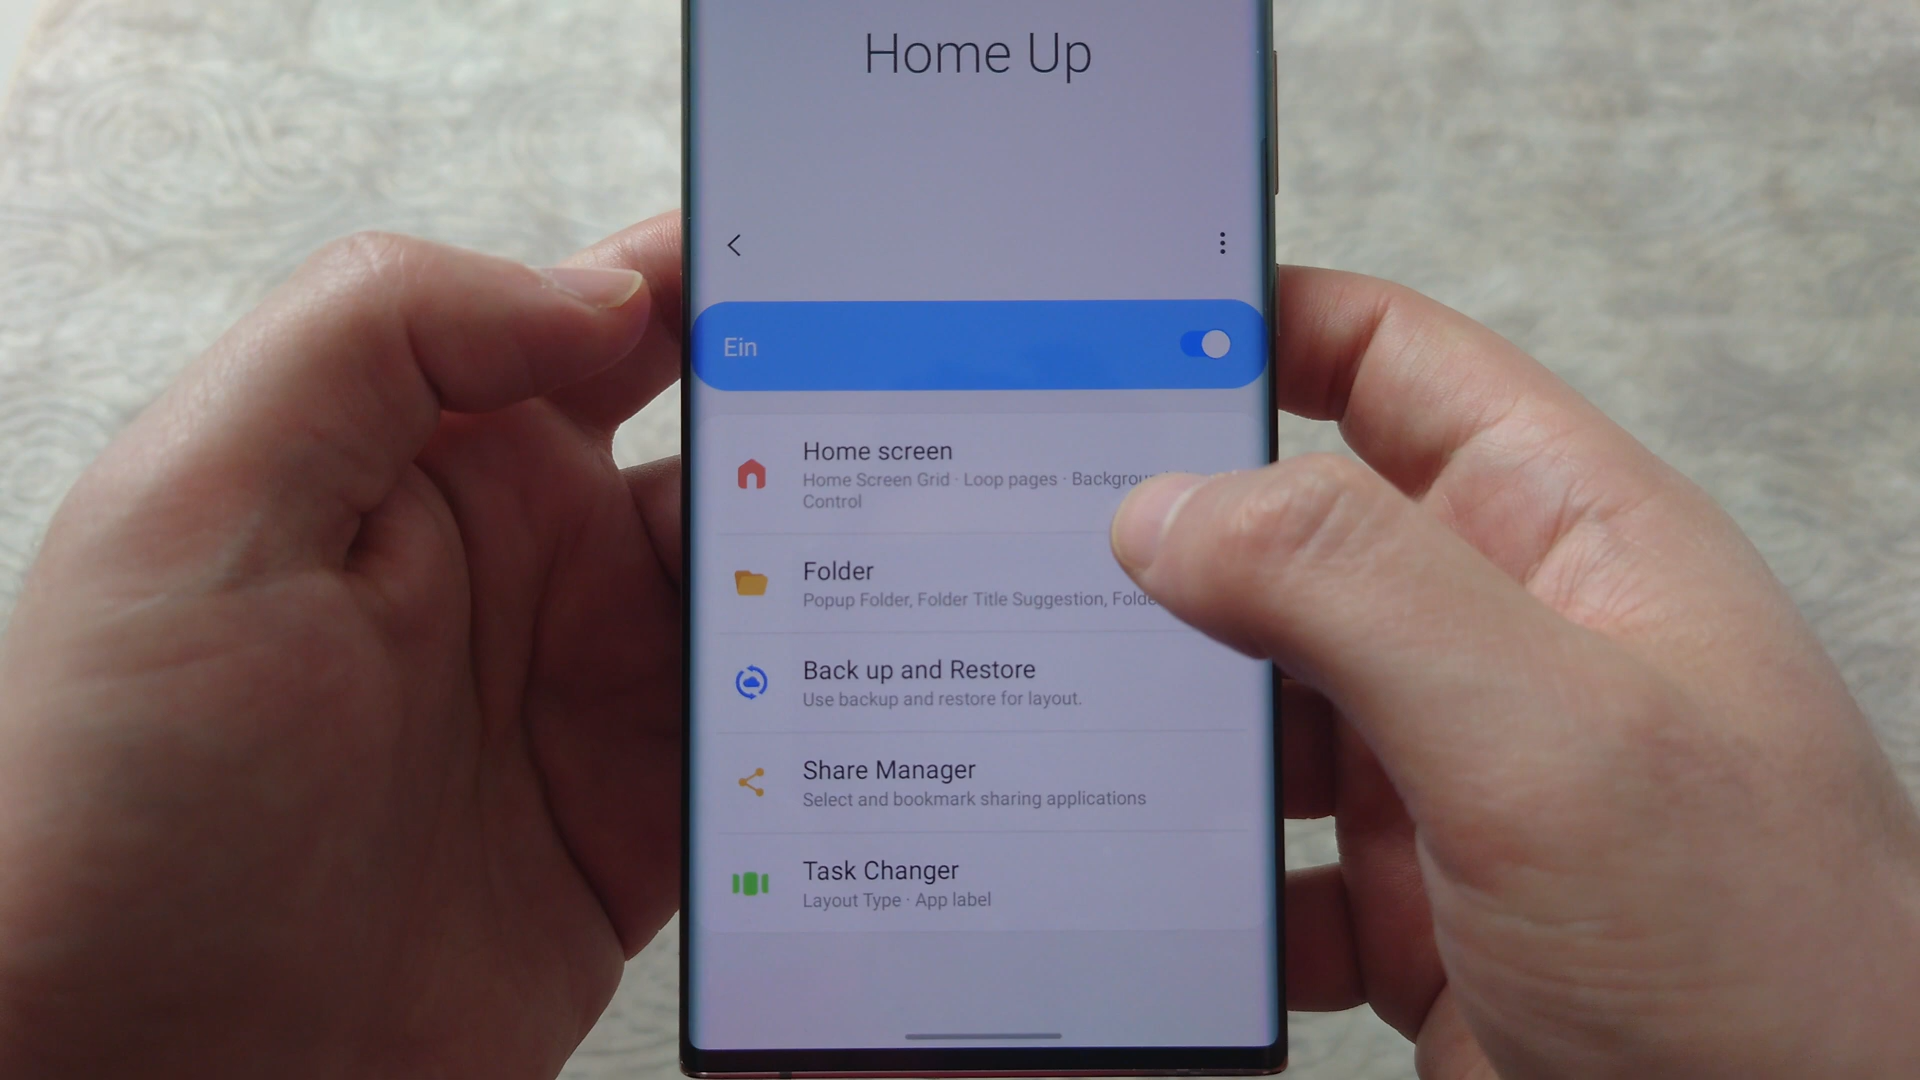 Home Up
Ein
Home screen
Home Screen Grid · Loop pages ·
Control
Folder
Popup Folder, Folder Title Suggestion,
Back up and Restore
Use backup and restore for layout.
Share Manager
Select and bookmark sharing applications
Task Changer
Layout Type · App label